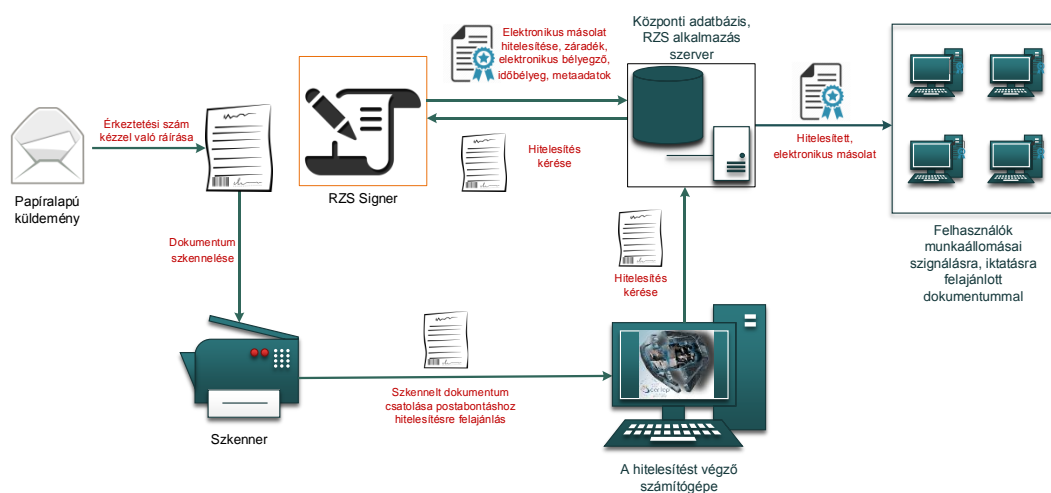 Elektronikus másolat
hitelesítése, záradék,
elektronikus bélyegző,
időbélyeg, metaadatok
Központi adatbázis,
RZS alkalmazás
szerver
Érkeztetési szám
kézzel való ráírása
Hitelesítés
kérése
Hitelesített,
elektronikus másolat
Papíralapú
küldemény
RZS Signer
Dokumentum
szkennelése
Hitelesítés
kérése
Felhasználók
munkaállomásai
szignálásra, iktatásra
felajánlott
dokumentummal
Szkennelt dokumentum
csatolása postabontáshoz
hitelesítésre felajánlás
Szkenner
A hitelesítést végző
számítógépe